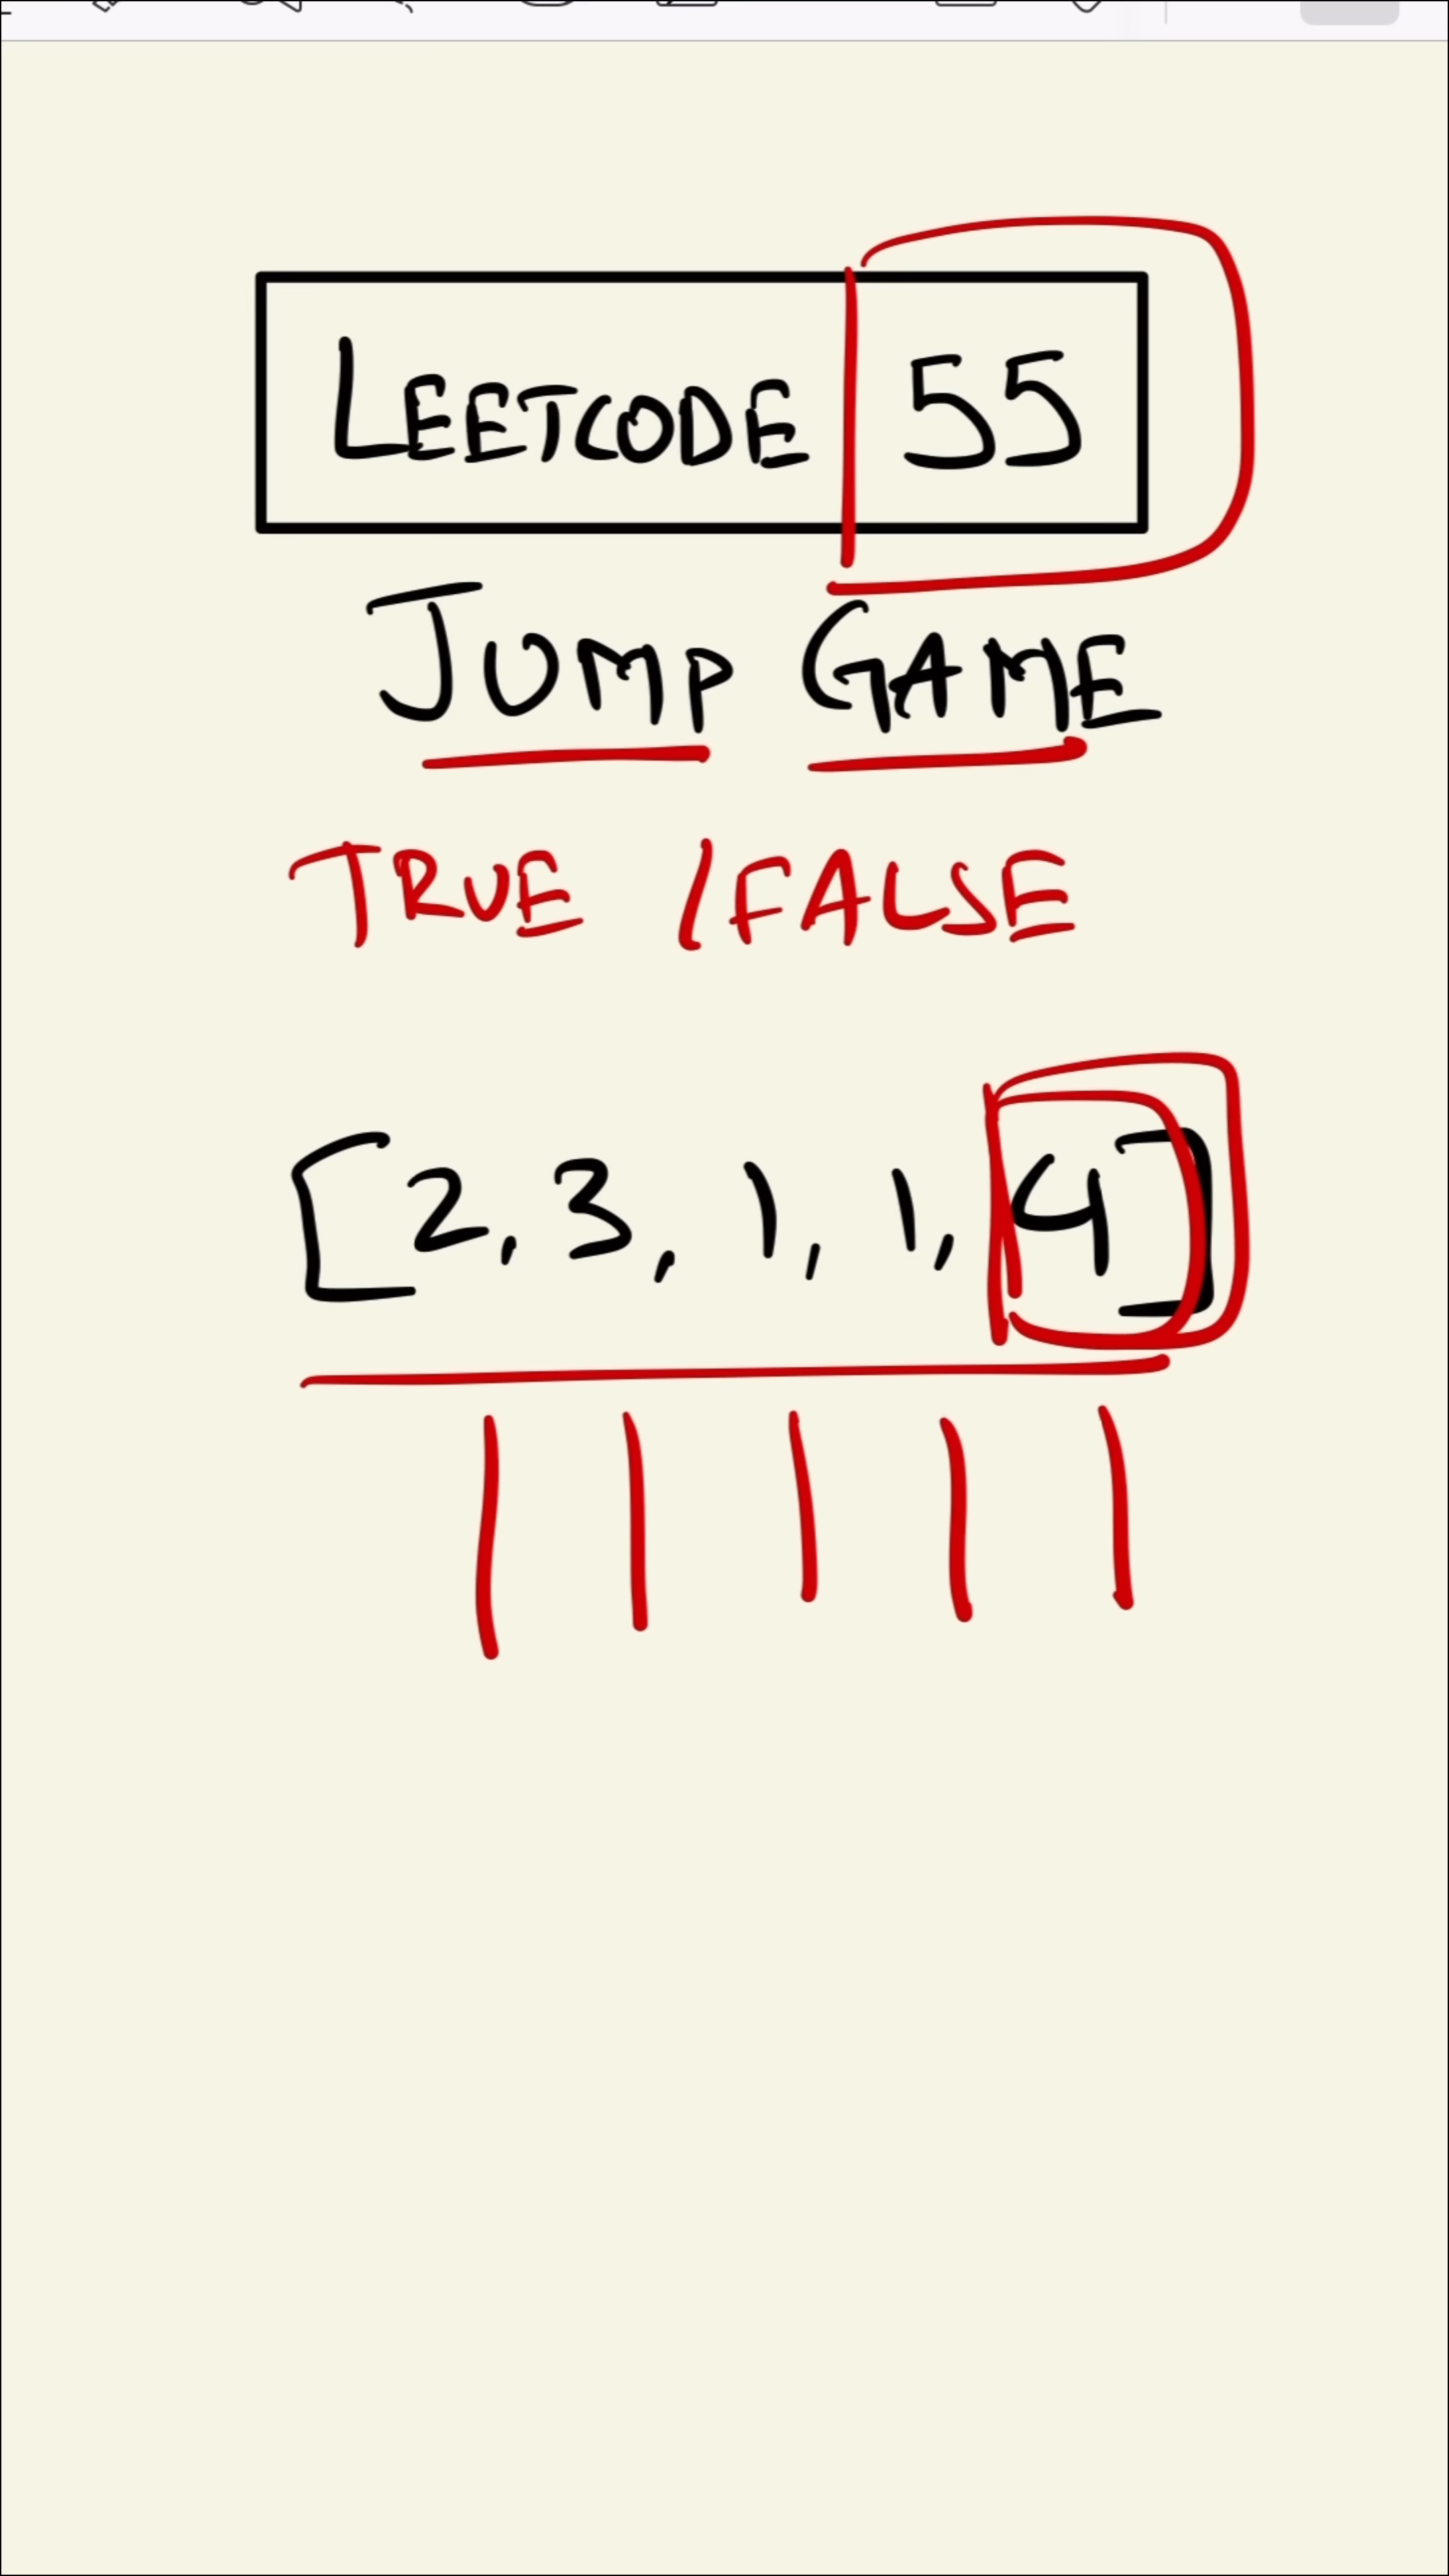 LEETCODE 55
JUMP GAME
TRUE / FALSE
[2, 3, 1, 1, 4]